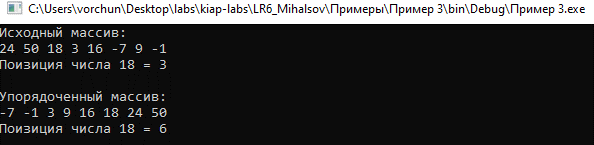 C:\Users\vorchun\Desktop\labs\kiap-labs\LR6_Mihalsov\Примеры\Пример 3\bin\Debug\Пример 3.exe
Исходный массив:
24 50 18 3 16 -7 9 -1
Поизиция числа 18 = 3
Упорядоченный массив:
-7 -1 3 9 16 18 24 50
Поизиция числа 18 = 6